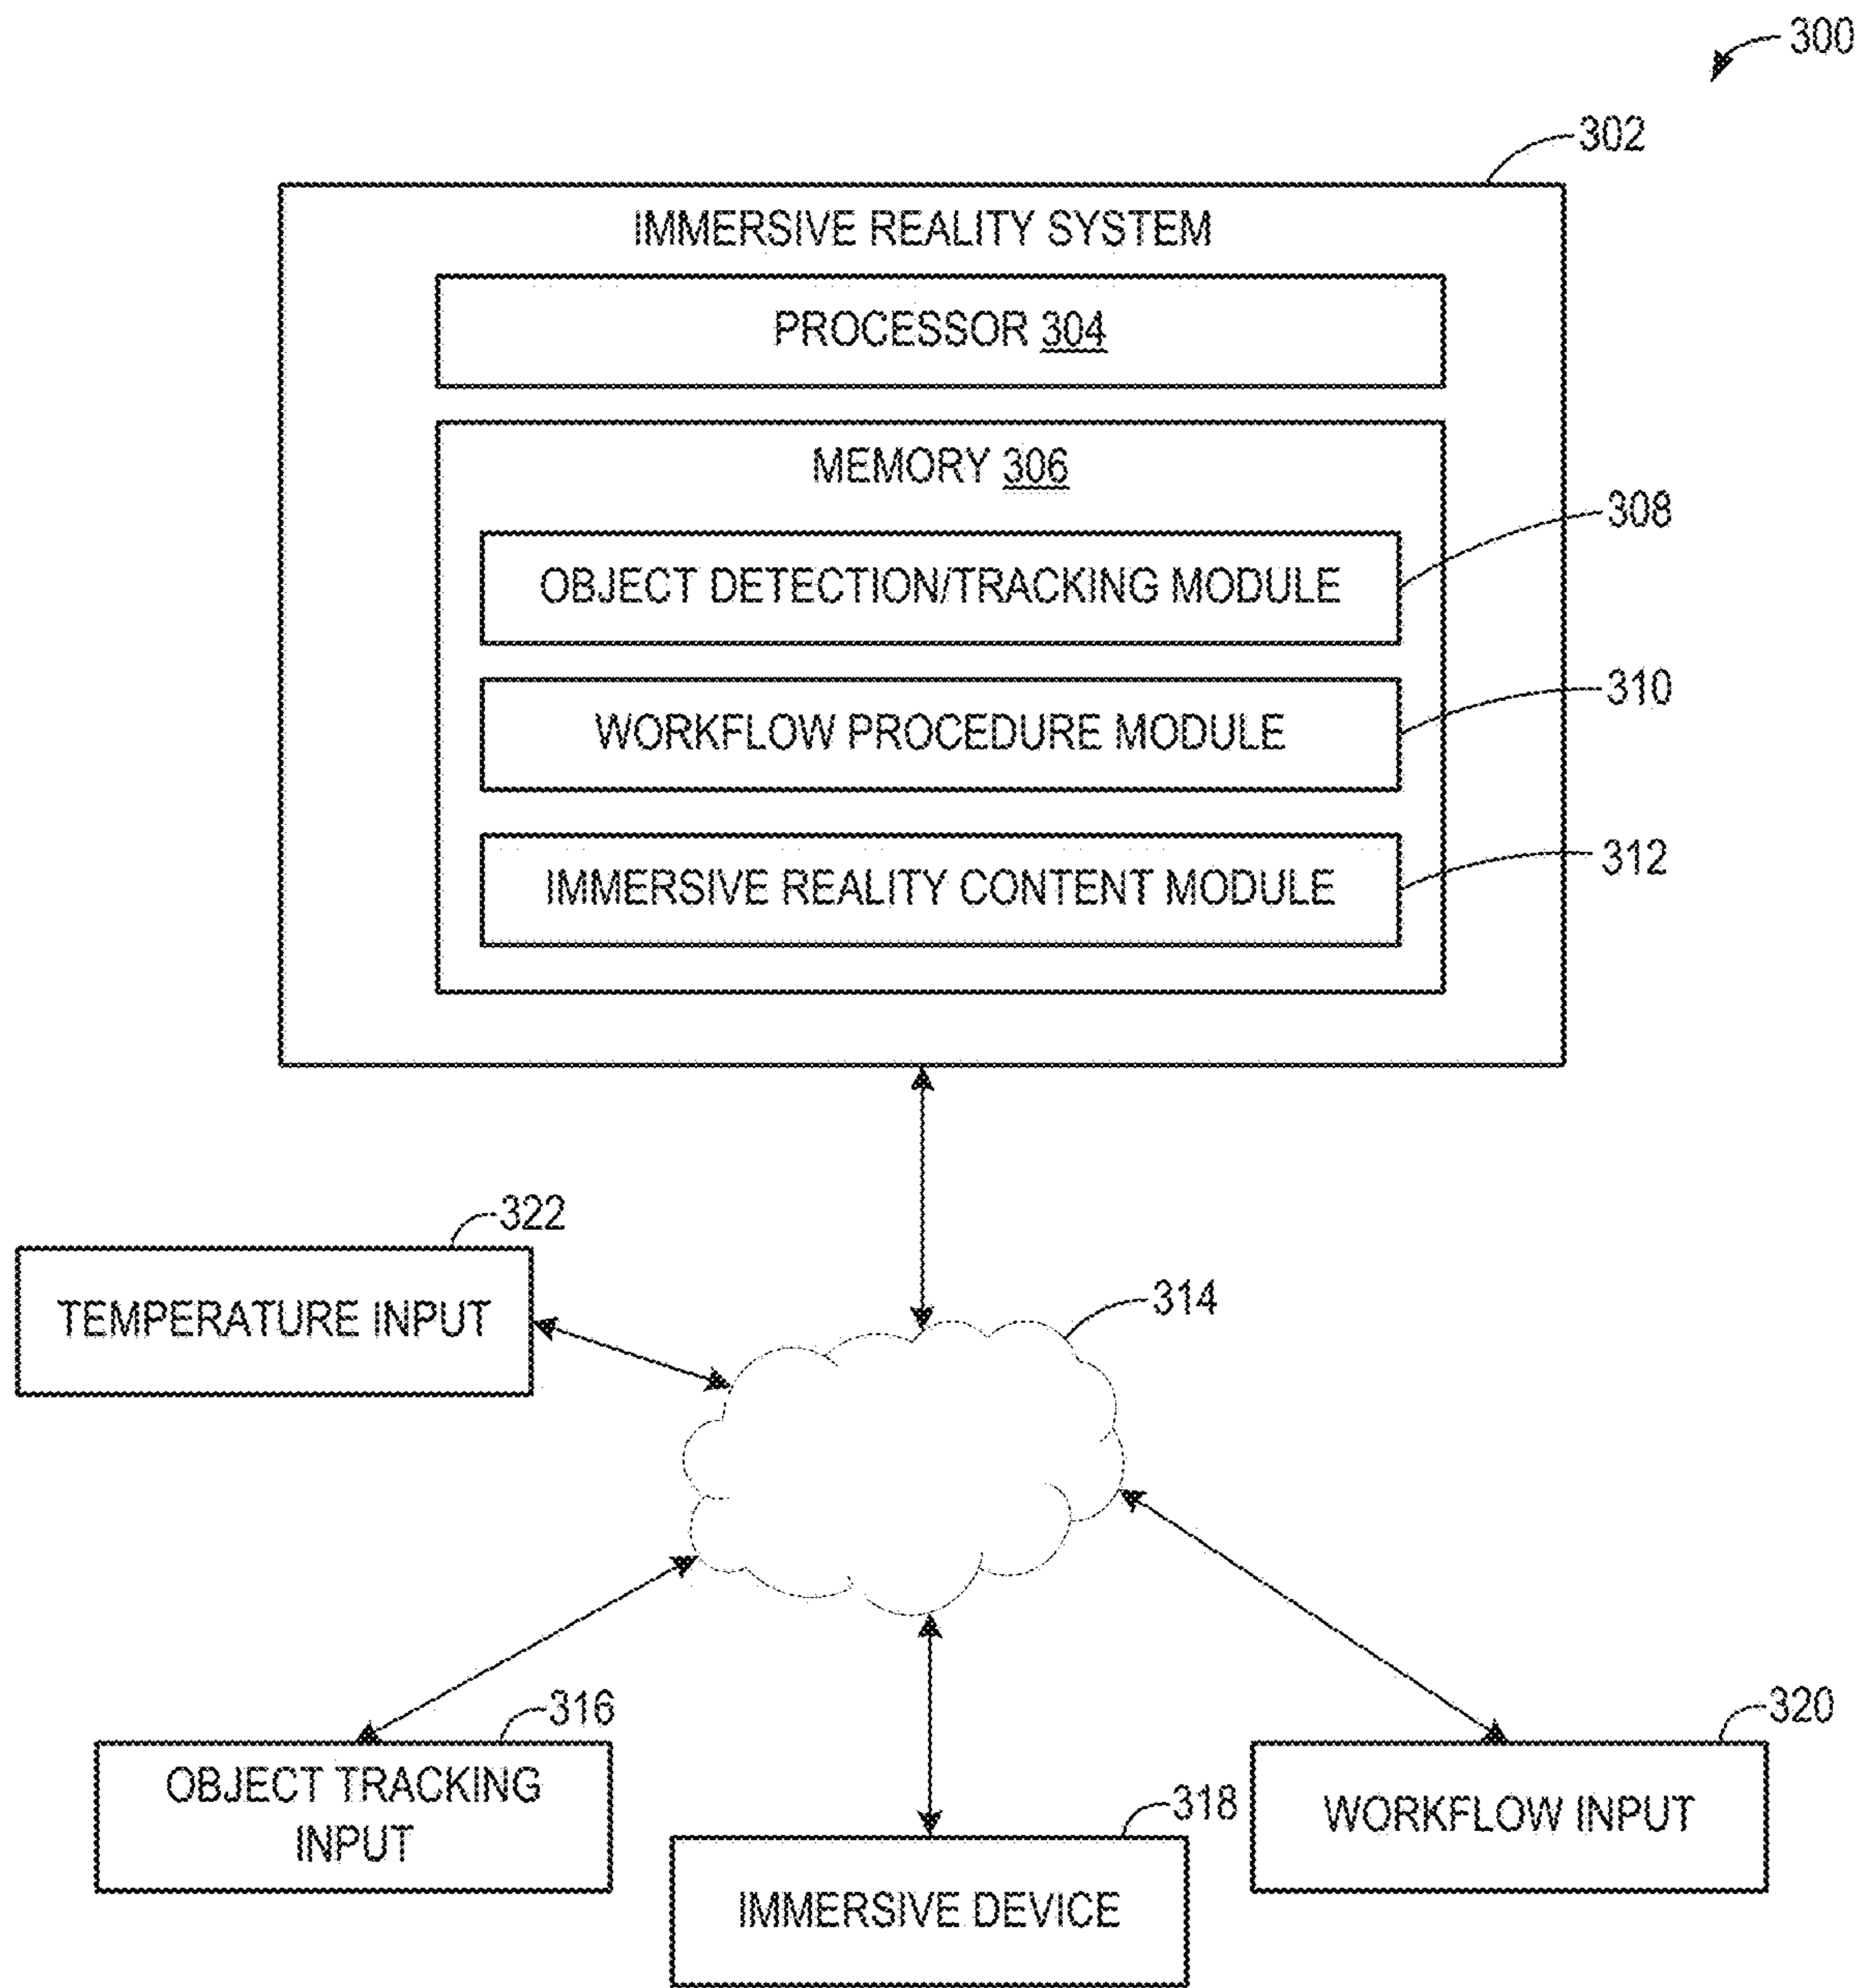 300
302
IMMERSIVE REALITY SYSTEM
PROCESSOR 304
MEMORY 306
308
OBJECT DETECTION/TRACKING MODULE
310
WORKFLOW PROCEDURE MODULE
312
IMMERSIVE REALITY CONTENT MODULE
322
TEMPERATURE INPUT
314
316
OBJECT TRACKING
INPUT
318
IMMERSIVE DEVICE
320
WORKFLOW INPUT